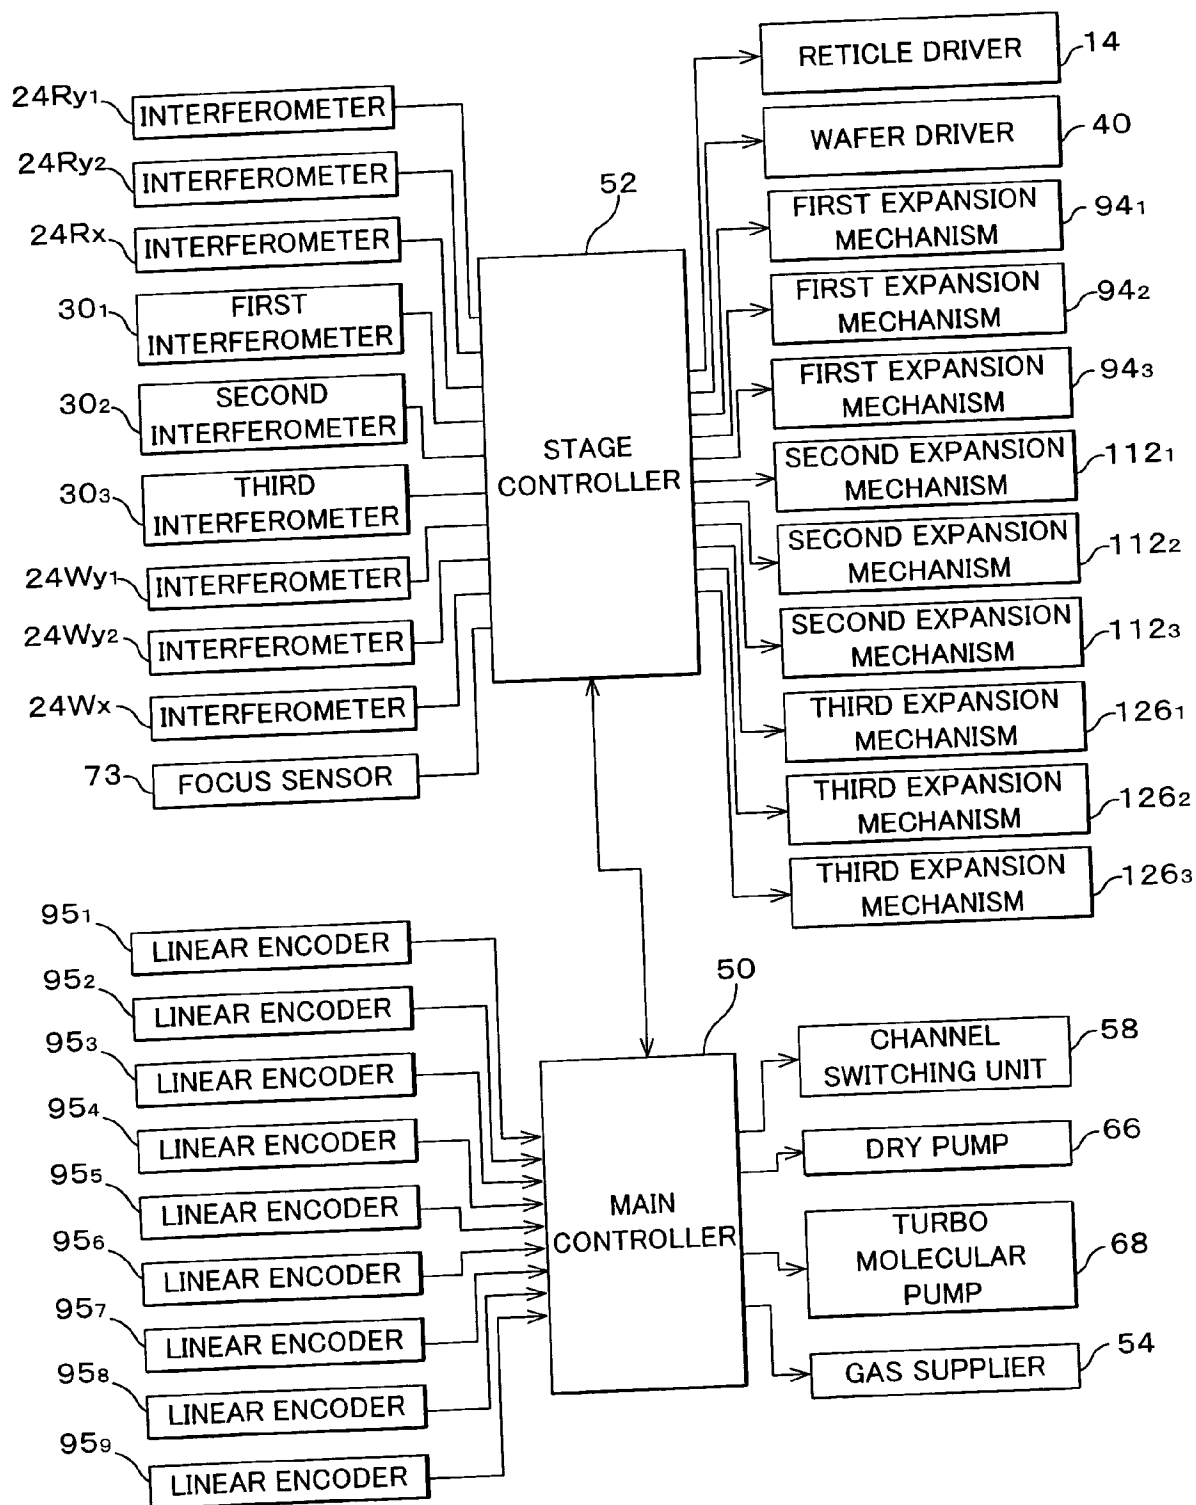 24Ry1
INTERFEROMETER
24Ry2
INTERFEROMETER
24Rx
INTERFEROMETER
301
FIRST
INTERFEROMETER
302
SECOND
INTERFEROMETER
303
THIRD
INTERFEROMETER
24Wy1
INTERFEROMETER
24Wy2
INTERFEROMETER
24Wx
INTERFEROMETER
73
FOCUS SENSOR
52
STAGE
CONTROLLER
RETICLE DRIVER
14
WAFER DRIVER
40
FIRST EXPANSION
MECHANISM
941
FIRST EXPANSION
MECHANISM
942
FIRST EXPANSION
MECHANISM
943
SECOND EXPANSION
MECHANISM
1121
SECOND EXPANSION
MECHANISM
1122
SECOND EXPANSION
MECHANISM
1123
THIRD EXPANSION
MECHANISM
1261
THIRD EXPANSION
MECHANISM
1262
THIRD EXPANSION
MECHANISM
1263
951
LINEAR ENCODER
952
LINEAR ENCODER
953
LINEAR ENCODER
954
LINEAR ENCODER
955
LINEAR ENCODER
956
LINEAR ENCODER
957
LINEAR ENCODER
958
LINEAR ENCODER
959
LINEAR ENCODER
50
MAIN
CONTROLLER
CHANNEL
SWITCHING UNIT
58
DRY PUMP
66
TURBO
MOLECULAR
PUMP
68
GAS SUPPLIER
54